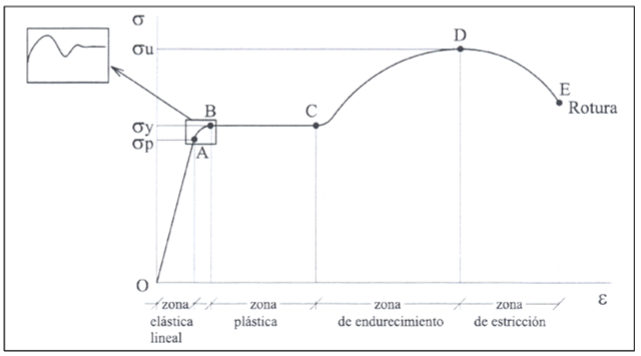 σ
σu
D
E
Rotura
B
C
σy
σp
A
O
ε
zona
elástica
lineal
zona
plástica
zona
de endurecimiento
zona
de estricción